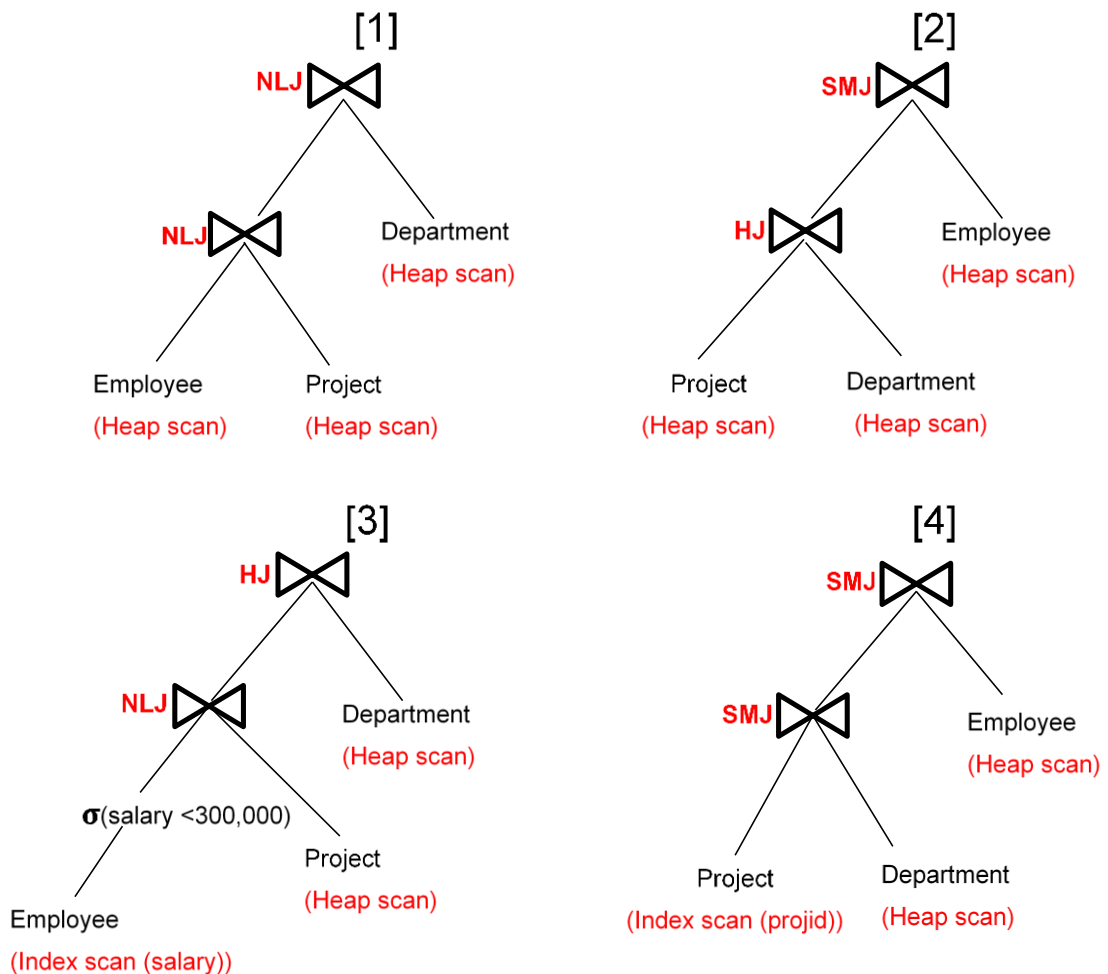 [1]
NLJ
NLJ
Department
(Heap scan)
Employee
(Heap scan)
Project
(Heap scan)
[2]
SMJ
HJ
Employee
(Heap scan)
Project
(Heap scan)
Department
(Heap scan)
[3]
HJ
NLJ
Department
(Heap scan)
σ(salary <300,000)
Project
(Heap scan)
Employee
(Index scan (salary))
[4]
SMJ
SMJ
Employee
(Heap scan)
Project
(Index scan (projid))
Department
(Heap scan)